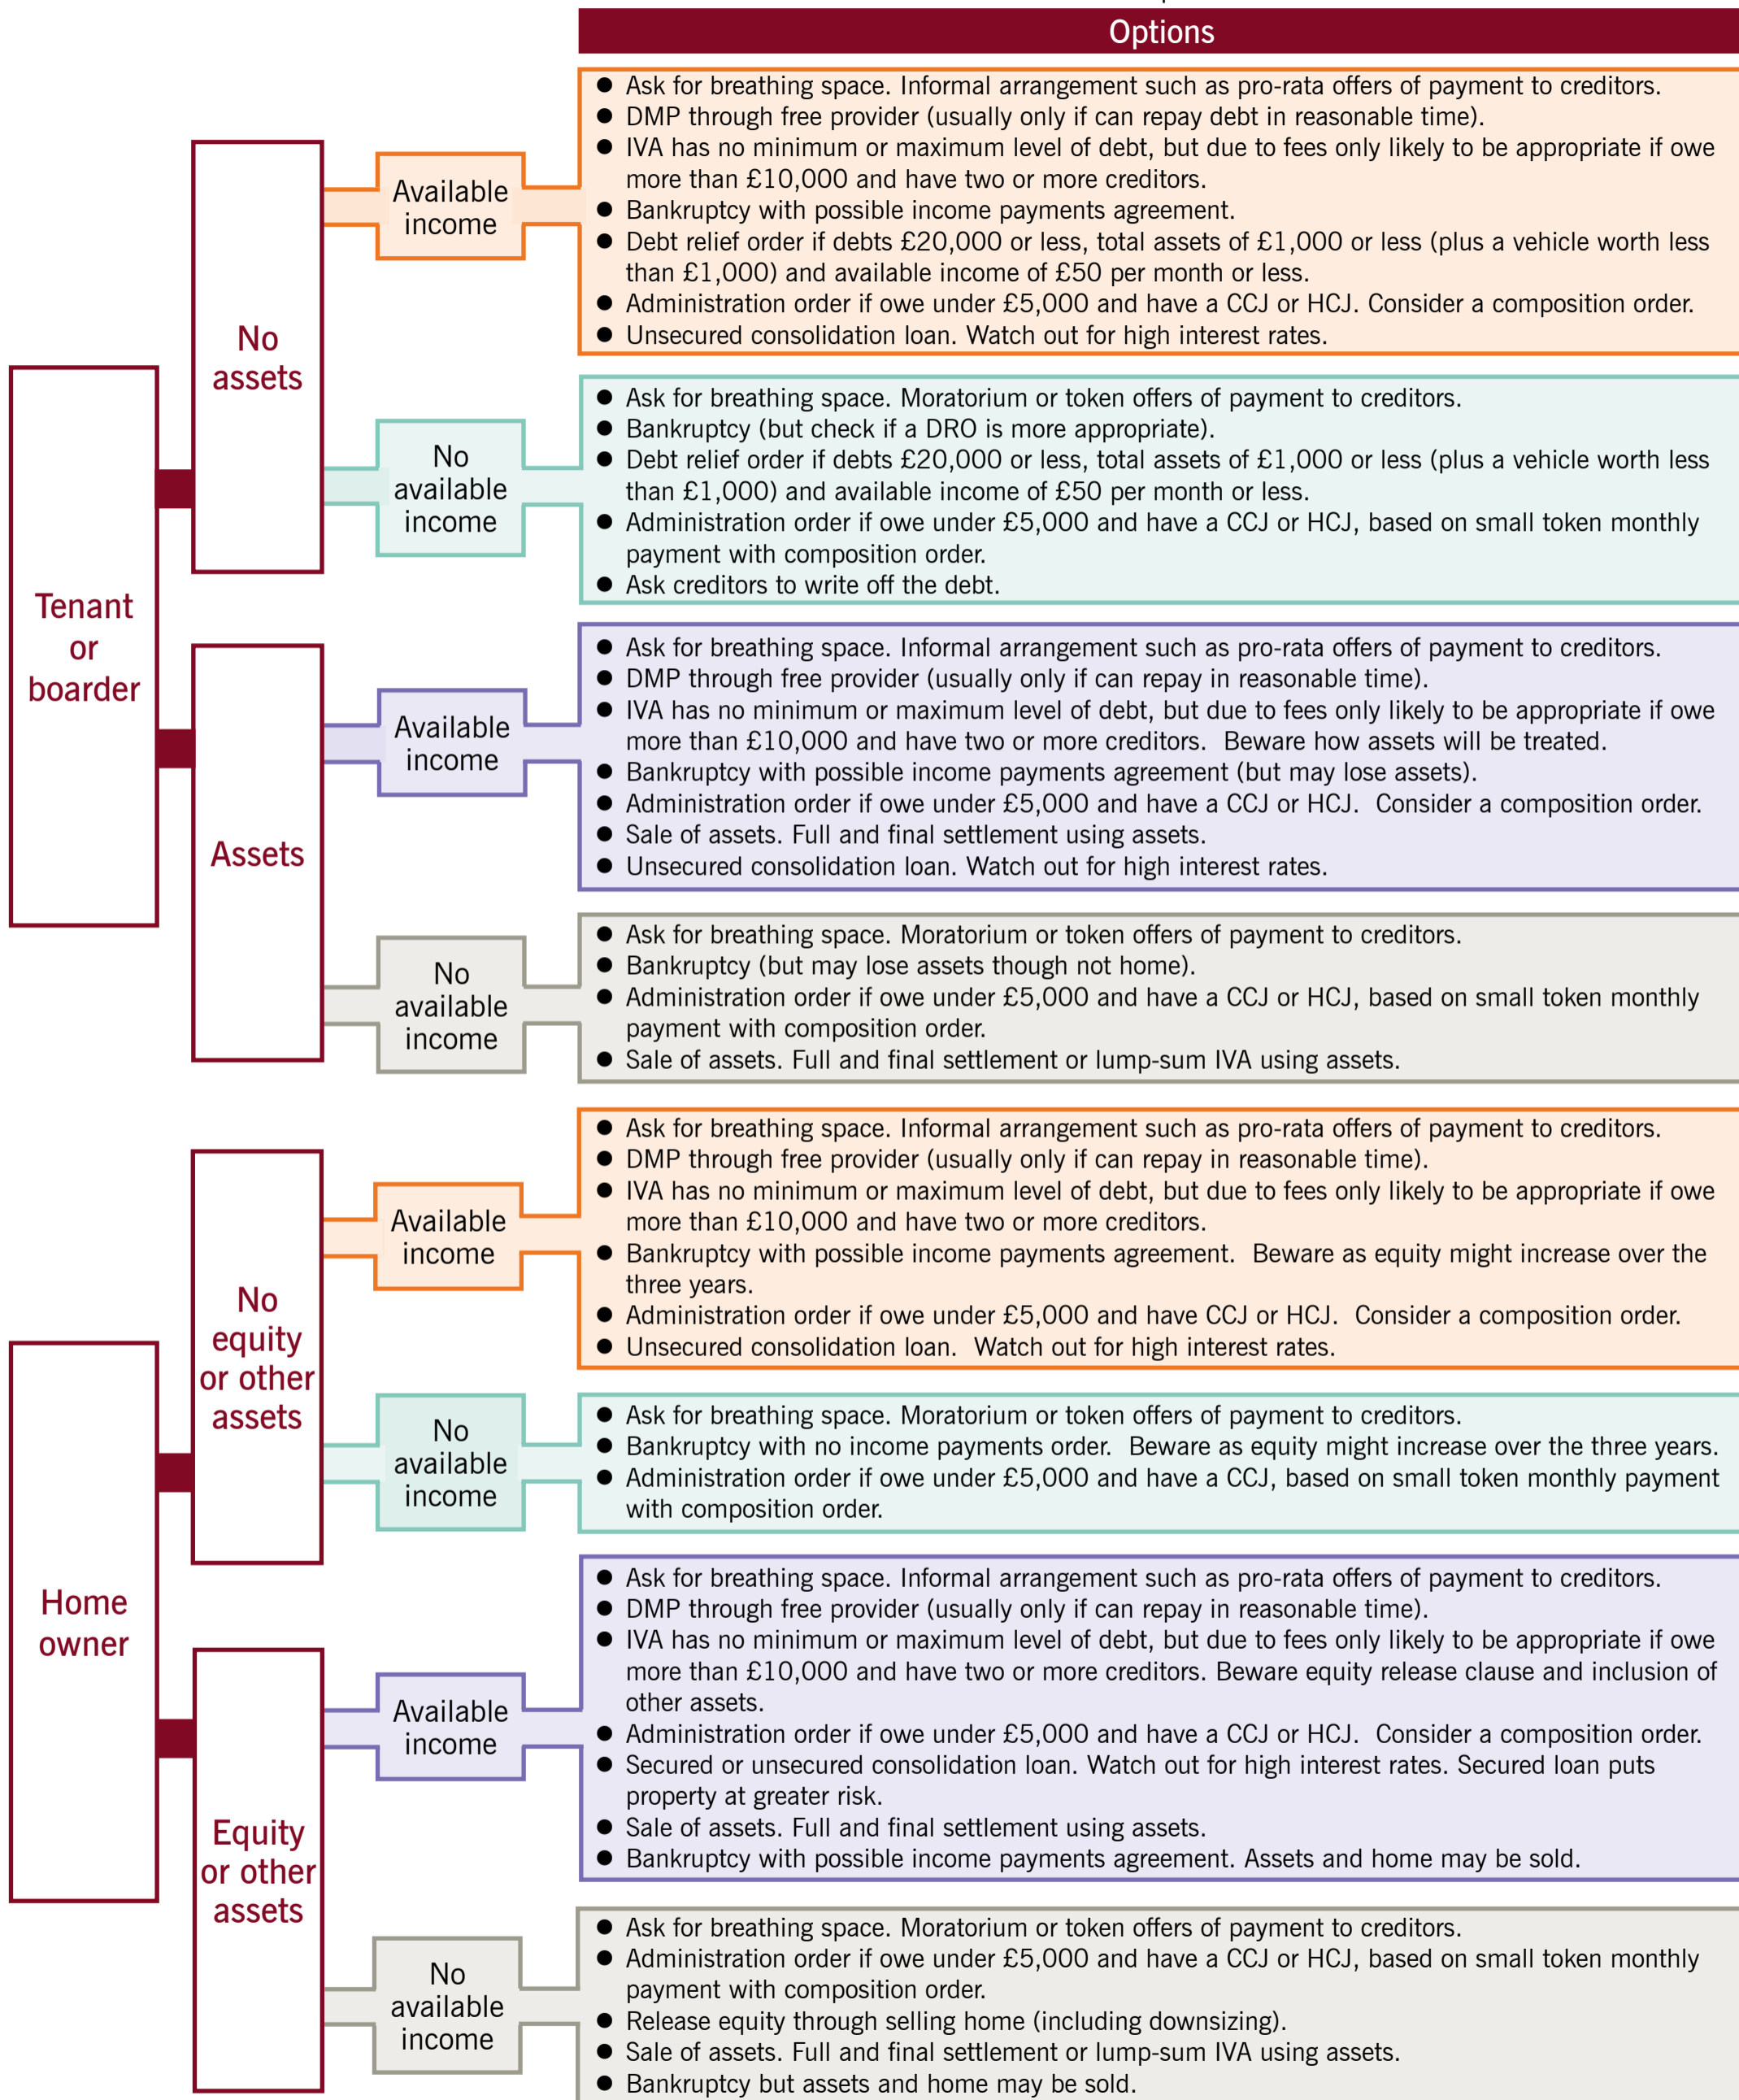 Options
Tenant
or
boarder
No
assets
Available
income
● Ask for breathing space. Informal arrangement such as pro-rata offers of payment to creditors.
● DMP through free provider (usually only if can repay debt in reasonable time).
● IVA has no minimum or maximum level of debt, but due to fees only likely to be appropriate if owe
more than £10,000 and have two or more creditors.
● Bankruptcy with possible income payments agreement.
● Debt relief order if debts £20,000 or less, total assets of £1,000 or less (plus a vehicle worth less
than £1,000) and available income of £50 per month or less.
● Administration order if owe under £5,000 and have a CCJ or HCJ. Consider a composition order.
● Unsecured consolidation loan. Watch out for high interest rates.
No
available
income
● Ask for breathing space. Moratorium or token offers of payment to creditors.
● Bankruptcy (but check if a DRO is more appropriate).
● Debt relief order if debts £20,000 or less, total assets of £1,000 or less (plus a vehicle worth less
than £1,000) and available income of £50 per month or less.
● Administration order if owe under £5,000 and have a CCJ or HCJ, based on small token monthly
payment with composition order.
● Ask creditors to write off the debt.
Assets
Available
income
● Ask for breathing space. Informal arrangement such as pro-rata offers of payment to creditors.
● DMP through free provider (usually only if can repay in reasonable time).
● IVA has no minimum or maximum level of debt, but due to fees only likely to be appropriate if owe
more than £10,000 and have two or more creditors.  Beware how assets will be treated.
● Bankruptcy with possible income payments agreement (but may lose assets).
● Administration order if owe under £5,000 and have a CCJ or HCJ.  Consider a composition order.
● Sale of assets. Full and final settlement using assets.
● Unsecured consolidation loan. Watch out for high interest rates.
No
available
income
● Ask for breathing space. Moratorium or token offers of payment to creditors.
● Bankruptcy (but may lose assets though not home).
● Administration order if owe under £5,000 and have a CCJ or HCJ, based on small token monthly
payment with composition order.
● Sale of assets. Full and final settlement or lump-sum IVA using assets.
Home
owner
No
equity
or other
assets
Available
income
● Ask for breathing space. Informal arrangement such as pro-rata offers of payment to creditors.
● DMP through free provider (usually only if can repay in reasonable time).
● IVA has no minimum or maximum level of debt, but due to fees only likely to be appropriate if owe
more than £10,000 and have two or more creditors.
● Bankruptcy with possible income payments agreement.  Beware as equity might increase over the
three years.
● Administration order if owe under £5,000 and have CCJ or HCJ.  Consider a composition order.
● Unsecured consolidation loan.  Watch out for high interest rates.
No
available
income
● Ask for breathing space. Moratorium or token offers of payment to creditors.
● Bankruptcy with no income payments order.  Beware as equity might increase over the three years.
● Administration order if owe under £5,000 and have a CCJ, based on small token monthly payment
with composition order.
Equity
or other
assets
Available
income
● Ask for breathing space. Informal arrangement such as pro-rata offers of payment to creditors.
● DMP through free provider (usually only if can repay in reasonable time).
● IVA has no minimum or maximum level of debt, but due to fees only likely to be appropriate if owe
more than £10,000 and have two or more creditors. Beware equity release clause and inclusion of
other assets.
● Administration order if owe under £5,000 and have a CCJ or HCJ.  Consider a composition order.
● Secured or unsecured consolidation loan. Watch out for high interest rates. Secured loan puts
property at greater risk.
● Sale of assets. Full and final settlement using assets.
● Bankruptcy with possible income payments agreement. Assets and home may be sold.
No
available
income
● Ask for breathing space. Moratorium or token offers of payment to creditors.
● Administration order if owe under £5,000 and have a CCJ or HCJ, based on small token monthly
payment with composition order.
● Release equity through selling home (including downsizing).
● Sale of assets. Full and final settlement or lump-sum IVA using assets.
● Bankruptcy but assets and home may be sold.